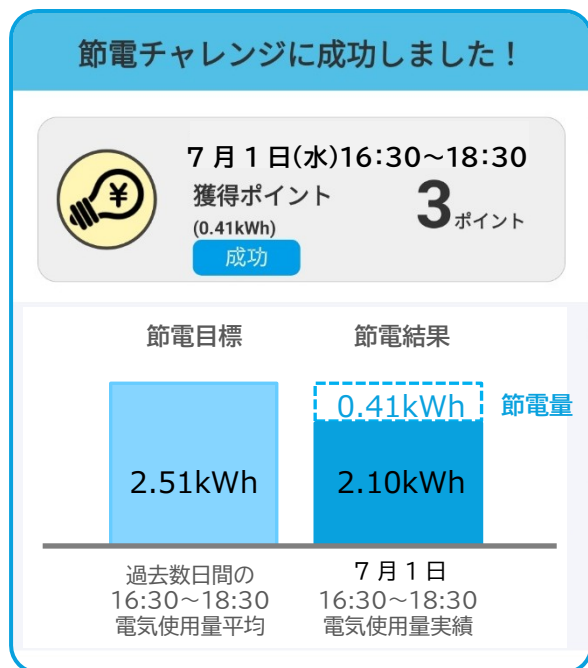 節電チャレンジに成功しました！
7月1日(水)16:30～18:30
獲得ポイント
(0.41kWh)
3ポイント
成功
¥
節電目標
節電結果
0.41kWh
節電量
2.51kWh
2.10kWh
過去数日間の
16:30～18:30
電気使用量平均
7月1日
16:30～18:30
電気使用量実績